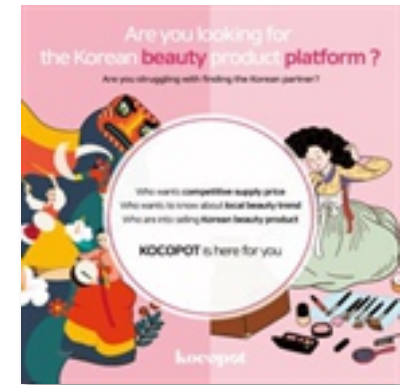 Are you looking for
the Korean beauty product platform ?
Are you struggling with finding the Korean partner?
Who wants competitive supply price
Who wants to know about local beauty trend
Who are into selling Korean beauty product
KOCOPOT is here for you
kocopot